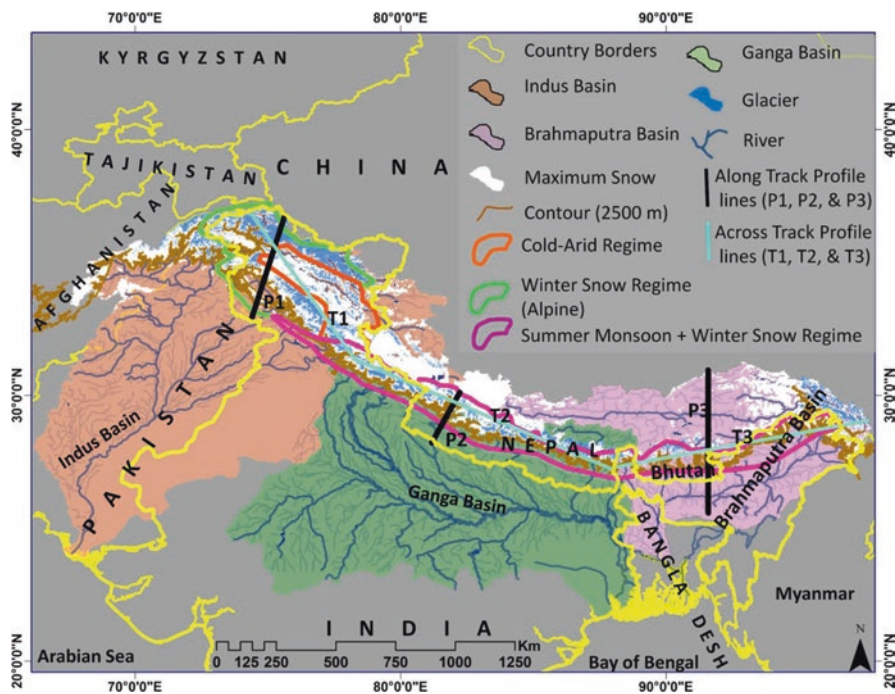 70°0'0"E 80°0'0"E 90°0'0"E
40°0'0"N
30°0'0"N
20°0'0"N
40°0'0"N
30°0'0"N
20°0'0"N
KYRGYZSTAN
TAJIKISTAN
CHINA
AFGHANISTAN
PAKISTAN
Indus Basin
P1
T1
T2
P2
NEPAL
P3
T3
Bhutan
Brahmaputra Basin
Ganga Basin
BANGLA
DESH
Myanmar
INDIA
Arabian Sea
Bay of Bengal
Country Borders
Indus Basin
Brahmaputra Basin
Maximum Snow
Contour (2500 m)
Cold-Arid Regime
Winter Snow Regime
(Alpine)
Summer Monsoon + Winter Snow Regime
Ganga Basin
Glacier
River
Along Track Profile
lines (P1, P2, & P3)
Across Track Profile
lines (T1, T2, & T3)
Km
0 125 250 500 750 1000 1250
N
70°0'0"E 80°0'0"E 90°0'0"E